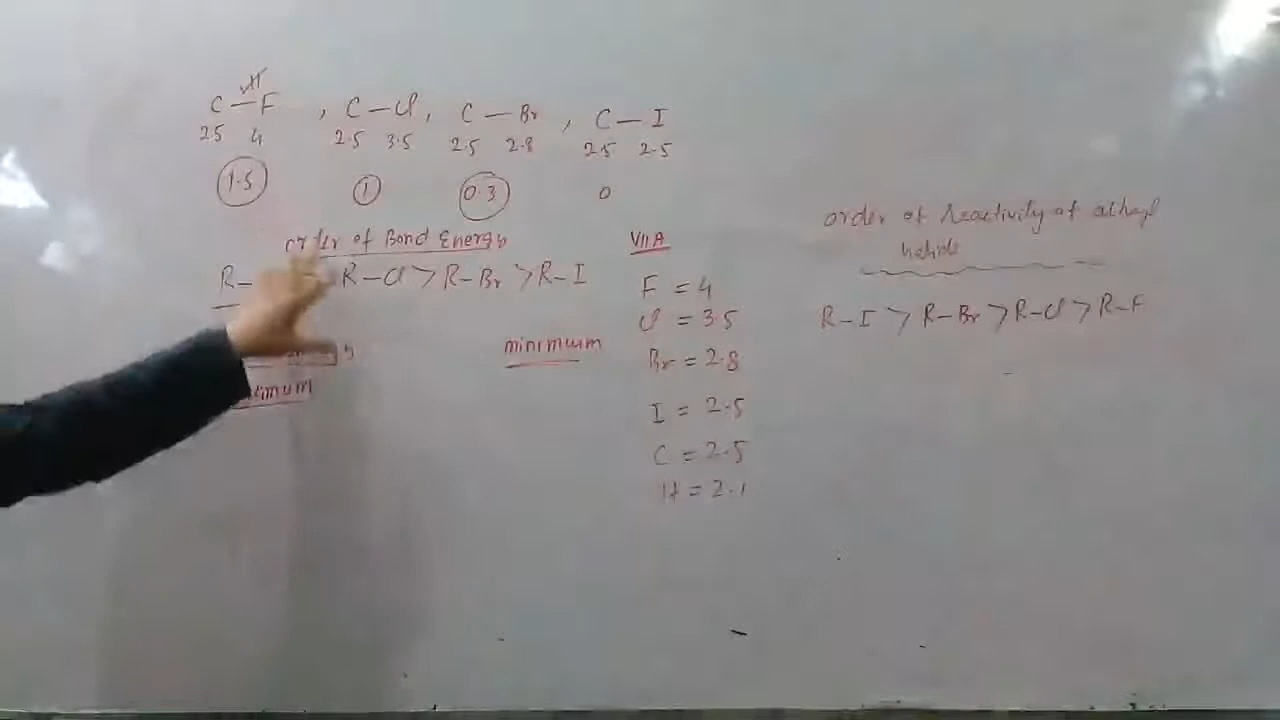 C — F , C — Cl , C — Br , C — I
2.5 4 2.5 3.5 2.5 2.8 2.5 2.5
1.5 1 0.3 0
order of Bond Energy
R — R — Cl > R — Br > R — I
minimum
VII A
F = 4
Cl = 3.5
Br = 2.8
I = 2.5
C = 2.5
H = 2.1
order of reactivity of alkyl
halide
R — I > R — Br > R — Cl > R — F